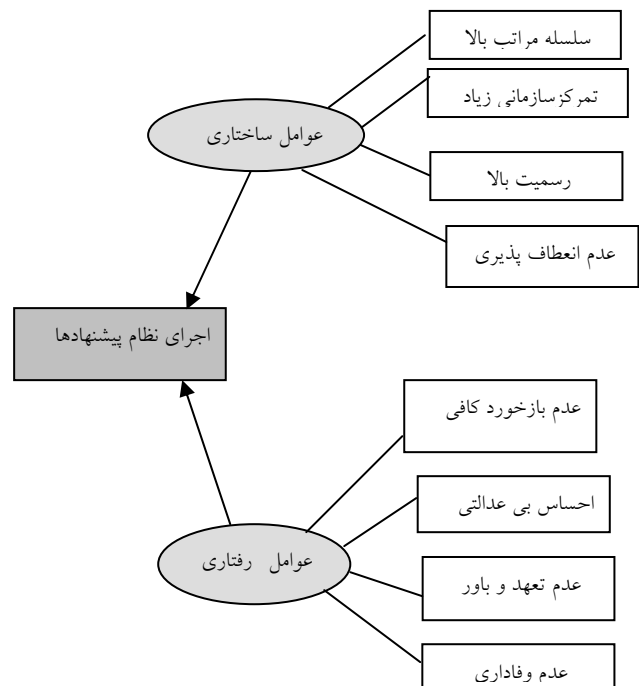 سلسله مراتب بالا
تمرکزسازمانی زیاد
عوامل ساختاری
رسمیت بالا
عدم انعطاف پذیری
اجرای نظام پیشنهادها
عدم بازخورد کافی
احساس بی عدالتی
عوامل رفتاری
عدم تعهد و باور
عدم وفاداری